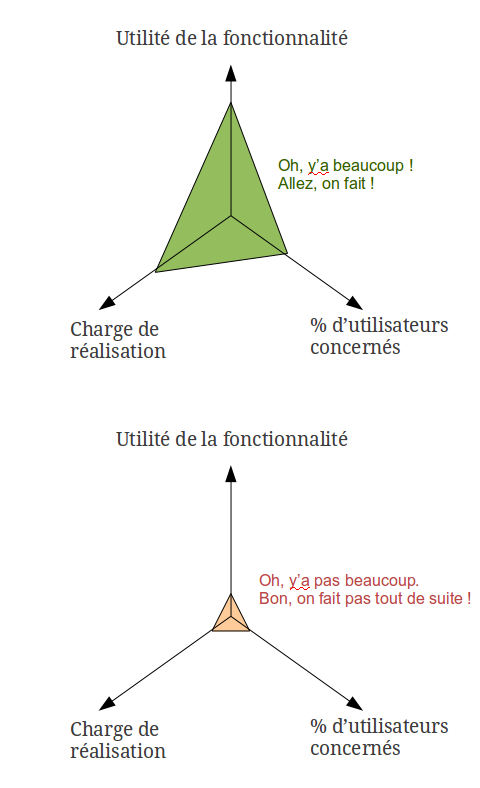 Utilité de la fonctionnalité
Oh, y'a beaucoup !
Allez, on fait !
Charge de
réalisation
% d’utilisateurs
concernés
Utilité de la fonctionnalité
Oh, y'a pas beaucoup.
Bon, on fait pas tout de suite !
Charge de
réalisation
% d’utilisateurs
concernés